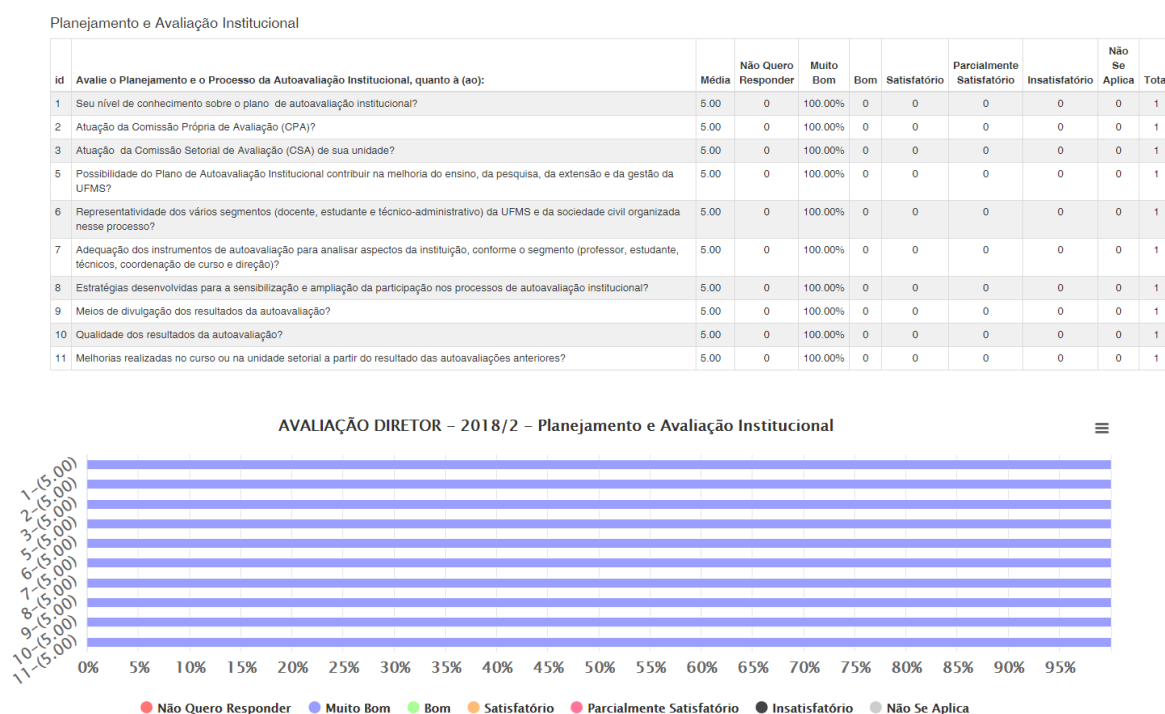 Planejamento e Avaliação Institucional
id Avalie o Planejamento e o Processo da Autoavaliação Institucional, quanto à (ao): Média Não Quero Responder Muito Bom Bom Satisfatório Parcialmente Satisfatório Insatisfatório Não Se Aplica Total
1 Seu nível de conhecimento sobre o plano de autoavaliação institucional? 5.00 0 100.00% 0 0 0 0 0 1
2 Atuação da Comissão Própria de Avaliação (CPA)? 5.00 0 100.00% 0 0 0 0 0 1
3 Atuação da Comissão Setorial de Avaliação (CSA) de sua unidade? 5.00 0 100.00% 0 0 0 0 0 1
5 Possibilidade do Plano de Autoavaliação Institucional contribuir na melhoria do ensino, da pesquisa, da extensão e da gestão da 5.00 0 100.00% 0 0 0 0 0 1
UFMS?
6 Representatividade dos vários segmentos (docente, estudante e técnico-administrativo) da UFMS e da sociedade civil organizada 5.00 0 100.00% 0 0 0 0 0 1
nesse processo?
7 Adequação dos instrumentos de autoavaliação para analisar aspectos da instituição, conforme o segmento (professor, estudante, 5.00 0 100.00% 0 0 0 0 0 1
técnicos, coordenação de curso e direção)?
8 Estratégias desenvolvidas para a sensibilização e ampliação da participação nos processos de autoavaliação institucional? 5.00 0 100.00% 0 0 0 0 0 1
9 Meios de divulgação dos resultados da autoavaliação? 5.00 0 100.00% 0 0 0 0 0 1
10 Qualidade dos resultados da autoavaliação? 5.00 0 100.00% 0 0 0 0 0 1
11 Melhorias realizadas no curso ou na unidade setorial a partir do resultado das autoavaliações anteriores? 5.00 0 100.00% 0 0 0 0 0 1
AVALIAÇÃO DIRETOR – 2018/2 – Planejamento e Avaliação Institucional
1-(5.00)
2-(5.00)
3-(5.00)
5-(5.00)
6-(5.00)
7-(5.00)
8-(5.00)
9-(5.00)
10-(5.00)
11-(5.00)
0% 5% 10% 15% 20% 25% 30% 35% 40% 45% 50% 55% 60% 65% 70% 75% 80% 85% 90% 95%
Não Quero Responder Muito Bom Bom Satisfatório Parcialmente Satisfatório Insatisfatório Não Se Aplica